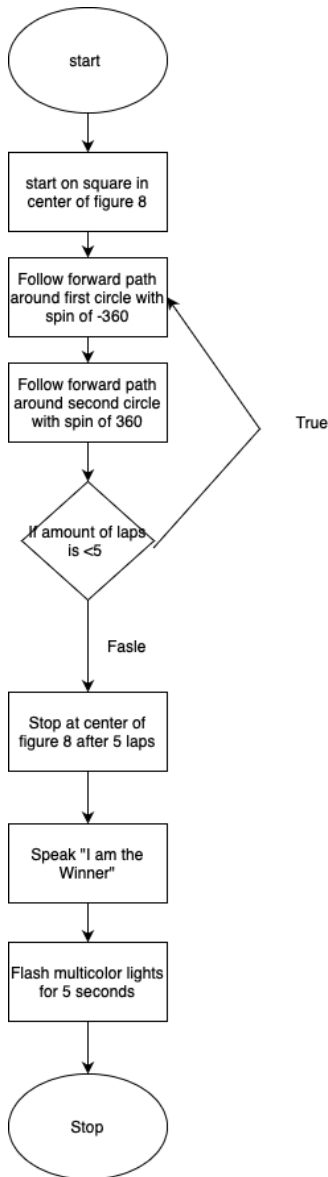 start
start on square in
center of figure 8
Follow forward path
around first circle with
spin of -360
Follow forward path
around second circle
with spin of 360
True
If amount of laps
is <5
Fasle
Stop at center of
figure 8 after 5 laps
Speak "I am the
Winner"
Flash multicolor lights
for 5 seconds
Stop